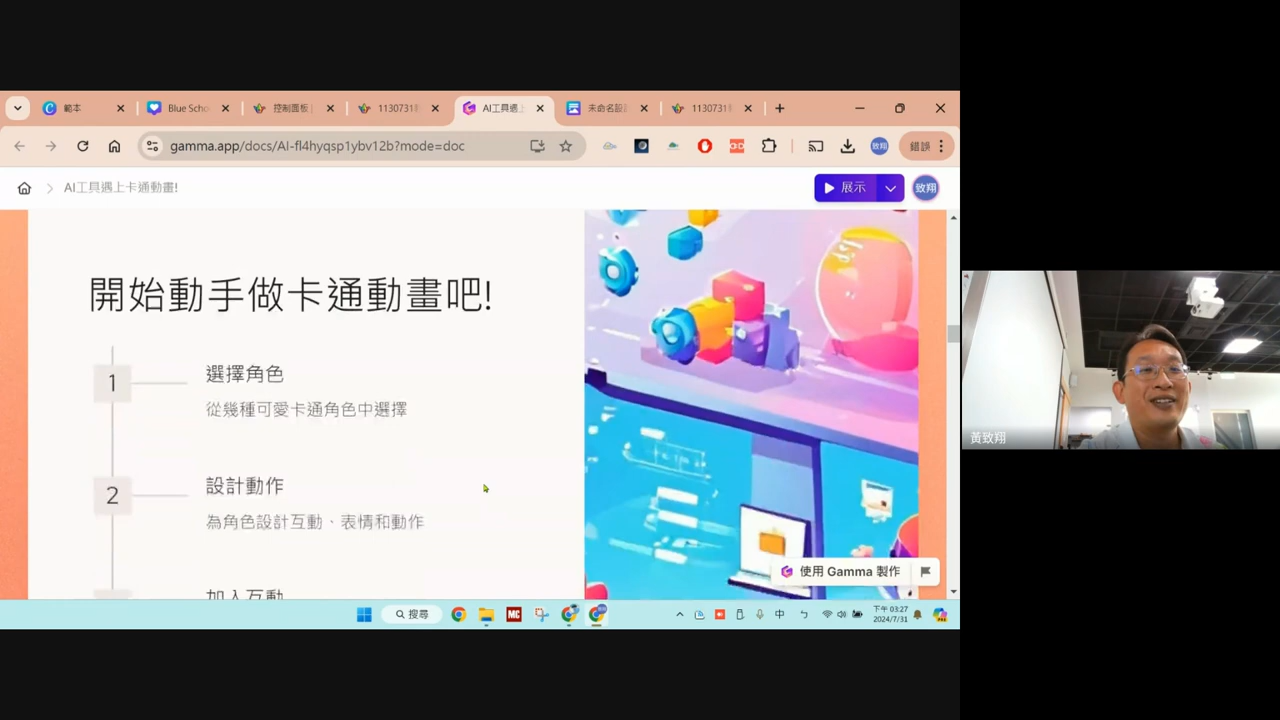 範本
Blue Scho
控制面板 |
1130731
AI工具遇上
未命名設
1130731
gamma.app/docs/AI-fl4hyqsp1ybv12b?mode=doc
致翔
錯誤
AI工具遇上卡通動畫!
展示
致翔
開始動手做卡通動畫吧!
1
選擇角色
從幾種可愛卡通角色中選擇
2
設計動作
為角色設計互動、表情和動作
加入互動
使用 Gamma 製作
黃致翔
搜尋
MC
中
下午 03:27
2024/7/31